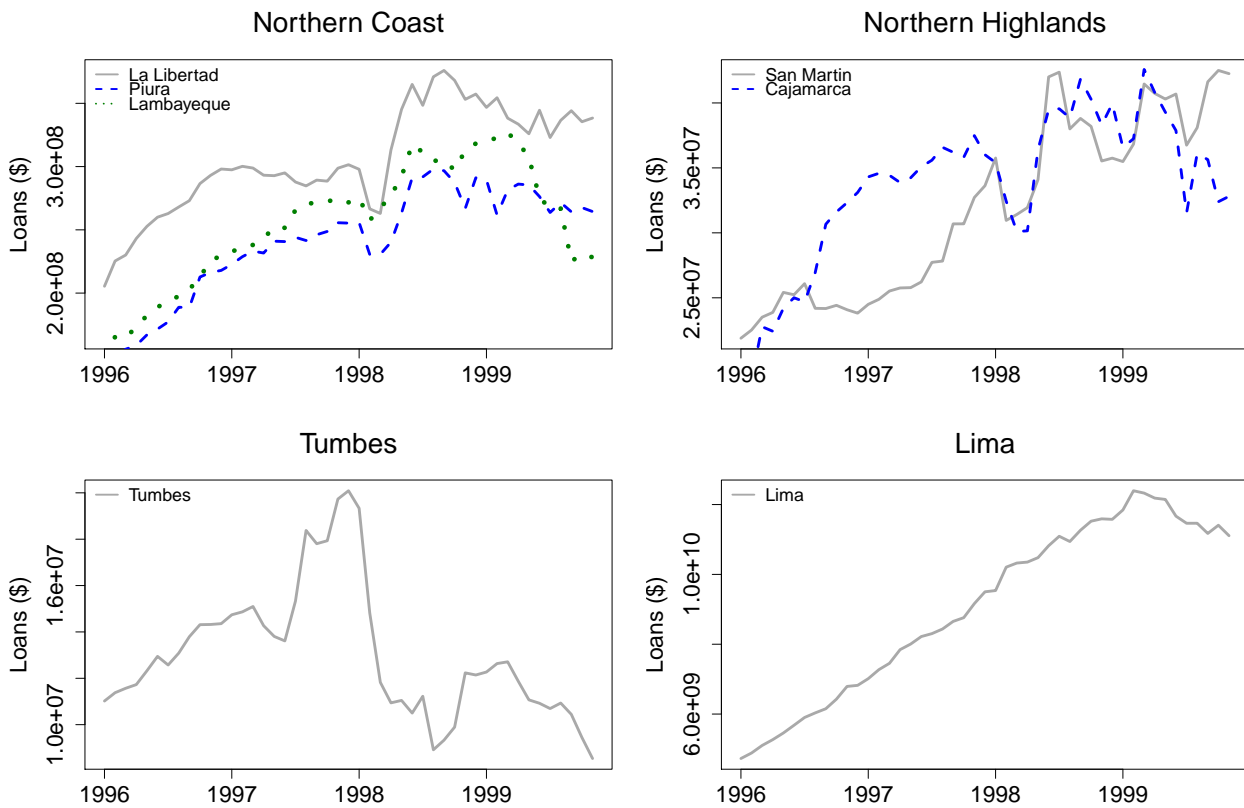 Northern Coast
Loans ($)
2.0e+08
3.0e+08
La Libertad
Piura
Lambayeque
1996 1997 1998 1999
Northern Highlands
Loans ($)
2.5e+07
3.5e+07
San Martin
Cajamarca
1996 1997 1998 1999
Tumbes
Loans ($)
1.0e+07
1.6e+07
Tumbes
1996 1997 1998 1999
Lima
Loans ($)
6.0e+09
1.0e+10
Lima
1996 1997 1998 1999